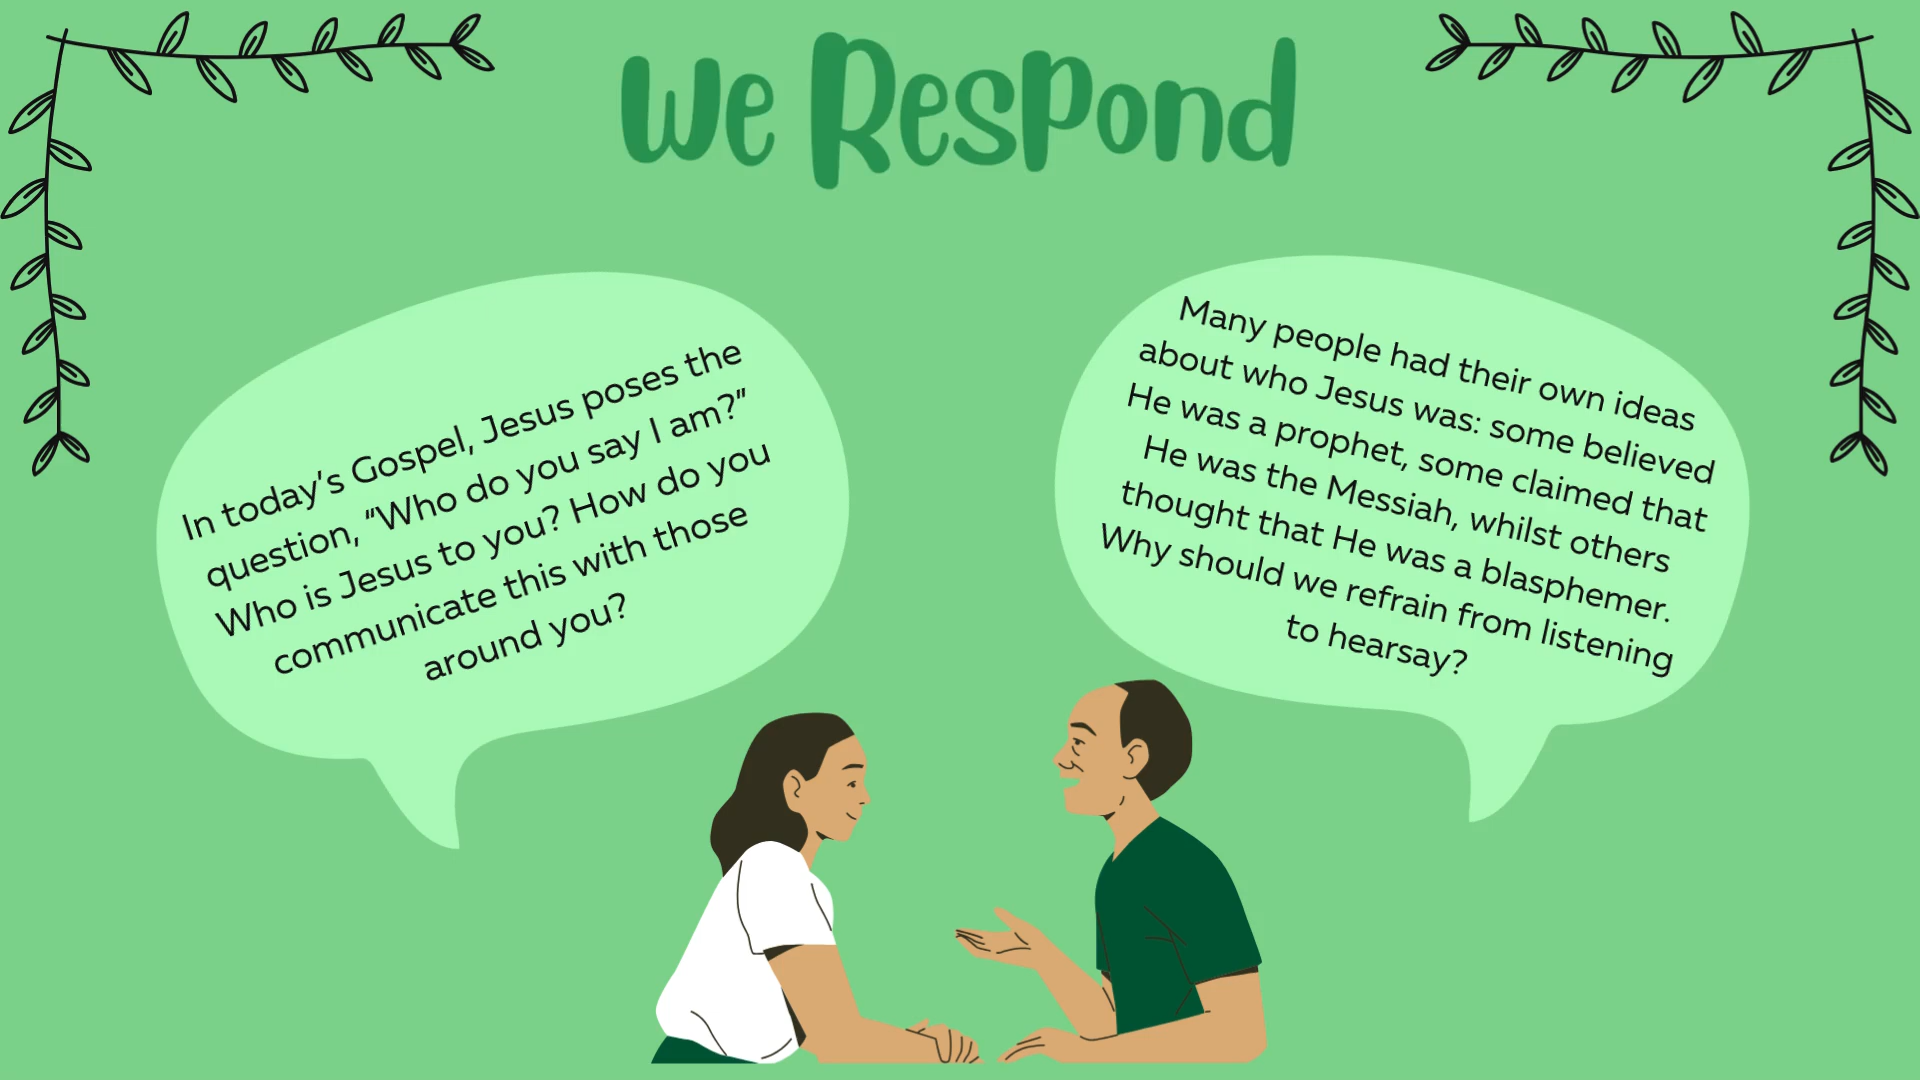 We Respond
In today's Gospel, Jesus poses the
question, "Who do you say I am?"
Who is Jesus to you? How do you
communicate this with those
around you?
Many people had their own ideas
about who Jesus was: some believed
He was a prophet, some claimed that
He was the Messiah, whilst others
thought that He was a blasphemer.
Why should we refrain from listening
to hearsay?